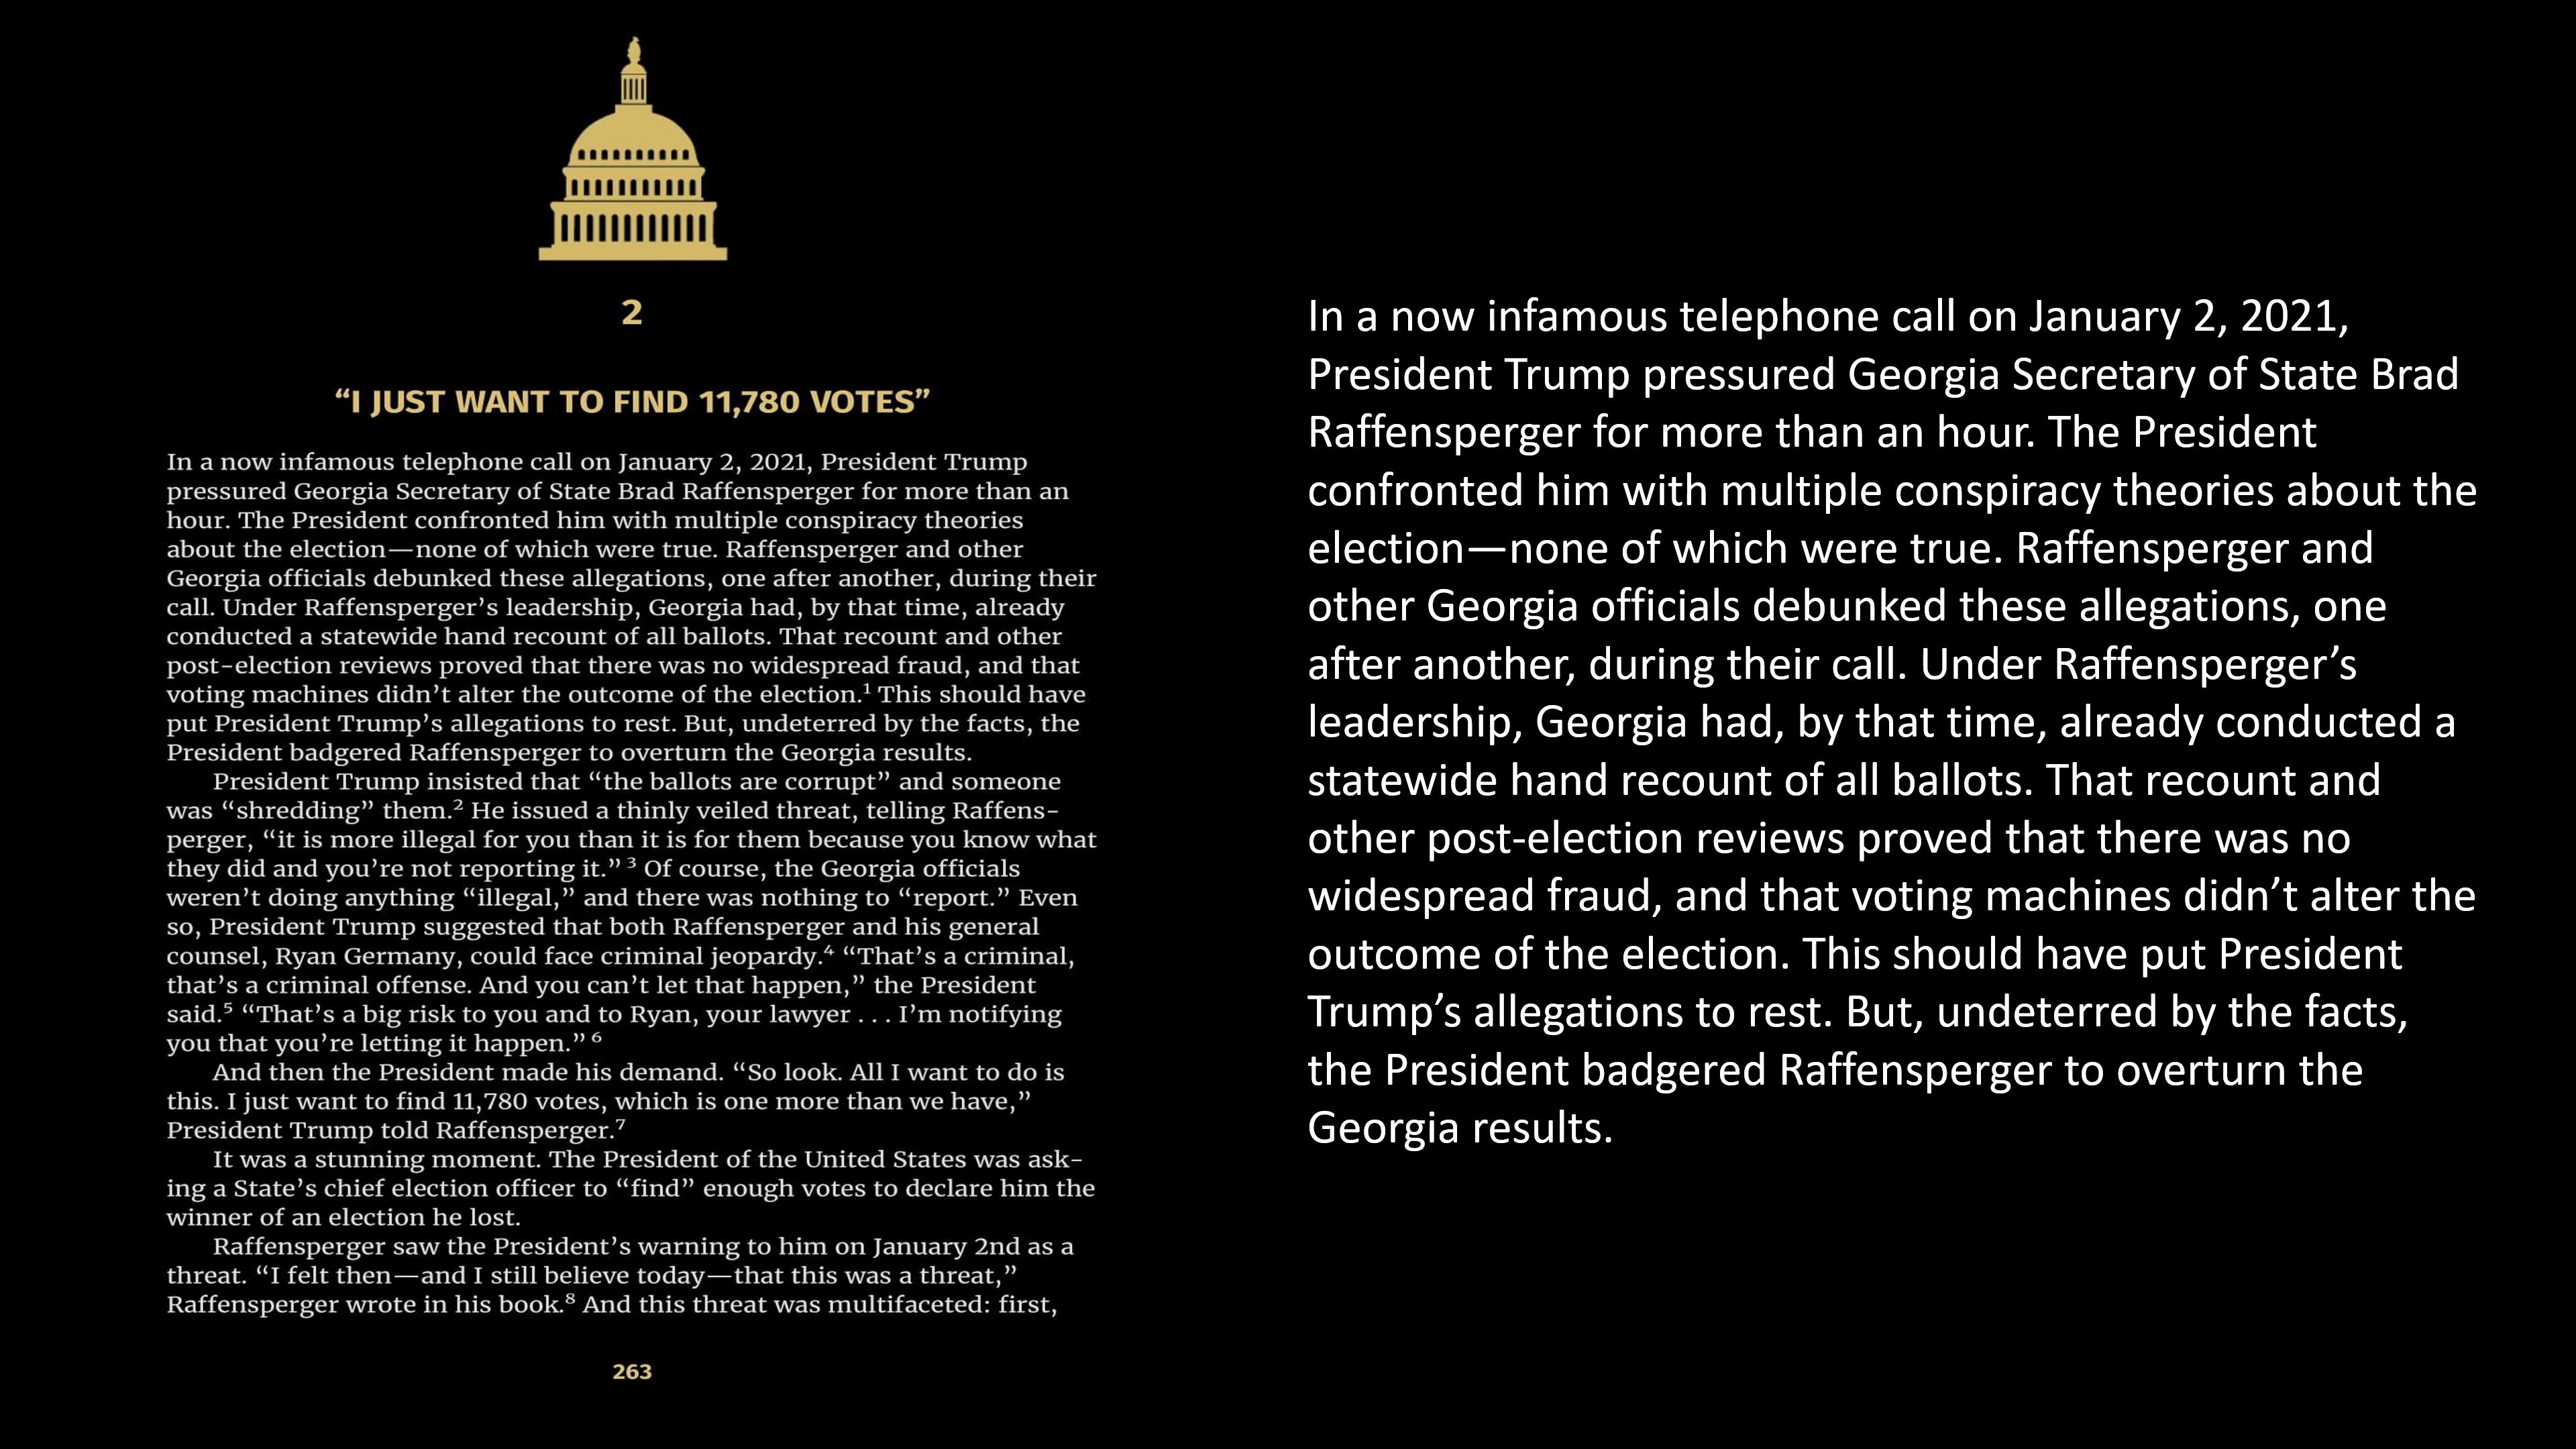 2
“I JUST WANT TO FIND 11,780 VOTES”
In a now infamous telephone call on January 2, 2021, President Trump
pressured Georgia Secretary of State Brad Raffensperger for more than an
hour. The President confronted him with multiple conspiracy theories
about the election—none of which were true. Raffensperger and other
Georgia officials debunked these allegations, one after another, during their
call. Under Raffensperger’s leadership, Georgia had, by that time, already
conducted a statewide hand recount of all ballots. That recount and other
post-election reviews proved that there was no widespread fraud, and that
voting machines didn’t alter the outcome of the election.¹ This should have
put President Trump’s allegations to rest. But, undeterred by the facts, the
President badgered Raffensperger to overturn the Georgia results.
President Trump insisted that “the ballots are corrupt” and someone
was “shredding” them.² He issued a thinly veiled threat, telling Raffens-
perger, “it is more illegal for you than it is for them because you know what
they did and you’re not reporting it.” ³ Of course, the Georgia officials
weren’t doing anything “illegal,” and there was nothing to “report.” Even
so, President Trump suggested that both Raffensperger and his general
counsel, Ryan Germany, could face criminal jeopardy.⁴ “That’s a criminal,
that’s a criminal offense. And you can’t let that happen,” the President
said.⁵ “That’s a big risk to you and to Ryan, your lawyer . . . I’m notifying
you that you’re letting it happen.” ⁶
And then the President made his demand. “So look. All I want to do is
this. I just want to find 11,780 votes, which is one more than we have,”
President Trump told Raffensperger.⁷
It was a stunning moment. The President of the United States was ask-
ing a State’s chief election officer to “find” enough votes to declare him the
winner of an election he lost.
Raffensperger saw the President’s warning to him on January 2nd as a
threat. “I felt then—and I still believe today—that this was a threat,”
Raffensperger wrote in his book.⁸ And this threat was multifaceted: first,
263
In a now infamous telephone call on January 2, 2021,
President Trump pressured Georgia Secretary of State Brad
Raffensperger for more than an hour. The President
confronted him with multiple conspiracy theories about the
election—none of which were true. Raffensperger and
other Georgia officials debunked these allegations, one
after another, during their call. Under Raffensperger’s
leadership, Georgia had, by that time, already conducted a
statewide hand recount of all ballots. That recount and
other post-election reviews proved that there was no
widespread fraud, and that voting machines didn’t alter the
outcome of the election. This should have put President
Trump’s allegations to rest. But, undeterred by the facts,
the President badgered Raffensperger to overturn the
Georgia results.